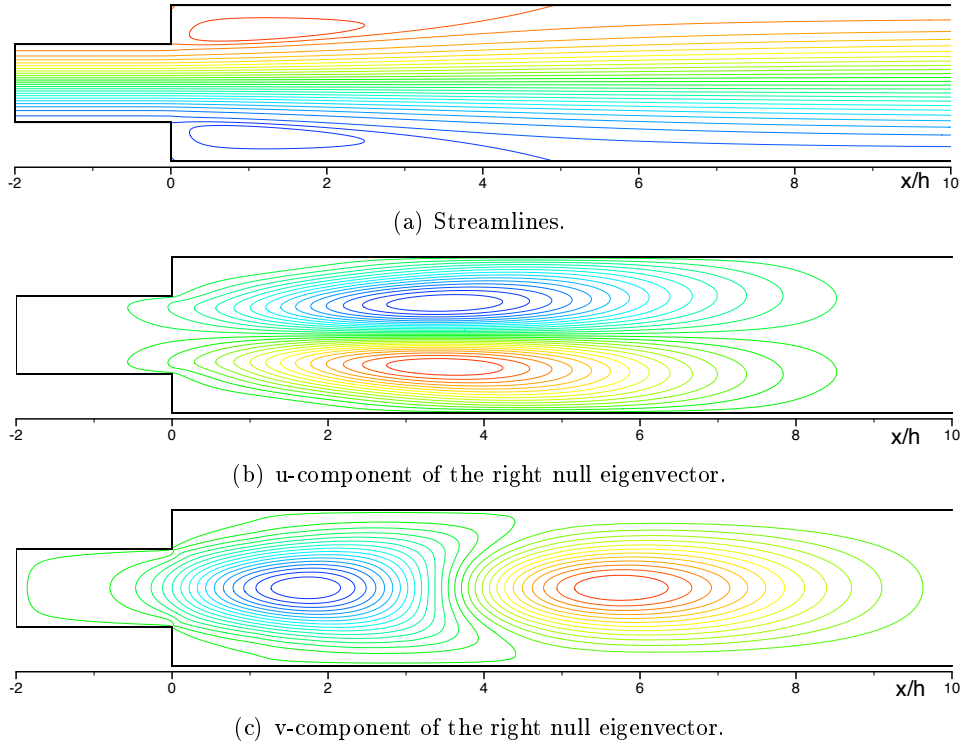 -2 0 2 4 6 8 x/h 10
(a) Streamlines.
-2 0 2 4 6 8 x/h 10
(b) u-component of the right null eigenvector.
-2 0 2 4 6 8 x/h 10
(c) v-component of the right null eigenvector.